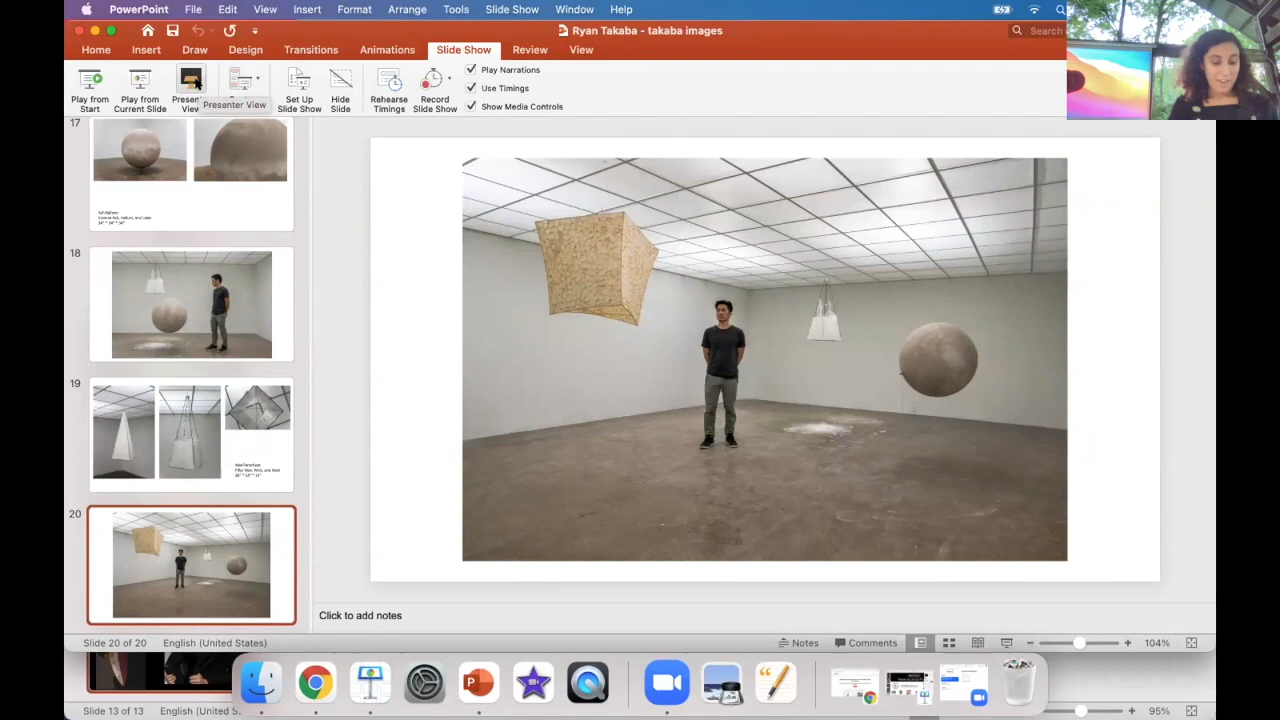 PowerPoint File Edit View Insert Format Arrange Tools Slide Show Window Help
Ryan Takaba - takaba images
Search
Home Insert Draw Design Transitions Animations Slide Show Review View
Play from Start
Play from Current Slide
Presenter View
Set Up Slide Show
Hide Slide
Rehearse Timings
Record Slide Show
Play Narrations
Use Timings
Show Media Controls
Presenter View
17
18
19
20
Click to add notes
Slide 20 of 20 English (United States)
Notes Comments
104%
Slide 13 of 13 English (United S
95%